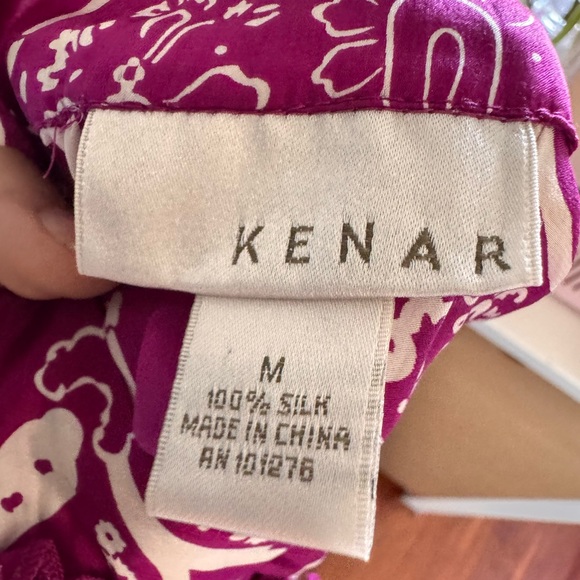 KENAR
M
100% SILK
MADE IN CHINA
RN 101276